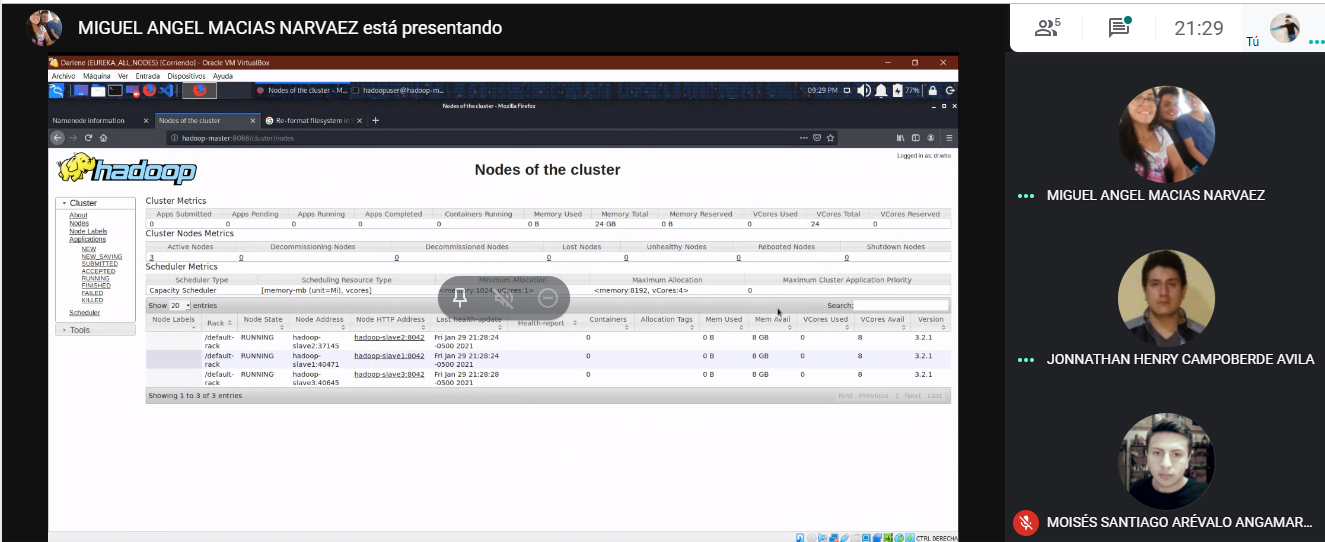 MIGUEL ANGEL MACIAS NARVAEZ está presentando
5
21:29
Tú
Darlene (EUREKA_ALL_NODES) [Corriendo] - Oracle VM VirtualBox
Archivo Máquina Ver Entrada Dispositivos Ayuda
Nodes of the cluster - M... hadoopuser@hadoop-m... 09:29 PM 77%
Nodes of the cluster - Mozilla Firefox
Namenode information Nodes of the cluster Re-format filesystem in
hadoop-master:8088/cluster/nodes
Logged in as: dr.who
hadoop
Nodes of the cluster
Cluster
About
Nodes
Node Labels
Applications
NEW
NEW_SAVING
SUBMITTED
ACCEPTED
RUNNING
FINISHED
FAILED
KILLED
Scheduler
Tools
Cluster Metrics
Apps Submitted Apps Pending Apps Running Apps Completed Containers Running Memory Used Memory Total Memory Reserved VCores Used VCores Total VCores Reserved
0 0 0 0 0 0 B 24 GB 0 B 0 24 0
Cluster Nodes Metrics
Active Nodes Decommissioning Nodes Decommissioned Nodes Lost Nodes Unhealthy Nodes Rebooted Nodes Shutdown Nodes
3 0 0 0 0 0 0
Scheduler Metrics
Scheduler Type Scheduling Resource Type Minimum Allocation Maximum Allocation Maximum Cluster Application Priority
Capacity Scheduler [memory-mb (unit=Mi), vcores] <memory:1024, vCores:1> <memory:8192, vCores:4> 0
Show 20 entries Search:
Node Labels Rack Node State Node Address Node HTTP Address Last health-update Health-report Containers Allocation Tags Mem Used Mem Avail VCores Used VCores Avail Version
/default- RUNNING hadoop- hadoop-slave2:8042 Fri Jan 29 21:28:24 0 0 B 8 GB 0 8 3.2.1
rack slave2:37145 -0500 2021
/default- RUNNING hadoop- hadoop-slave1:8042 Fri Jan 29 21:28:24 0 0 B 8 GB 0 8 3.2.1
rack slave1:40471 -0500 2021
/default- RUNNING hadoop- hadoop-slave3:8042 Fri Jan 29 21:28:28 0 0 B 8 GB 0 8 3.2.1
rack slave3:40645 -0500 2021
Showing 1 to 3 of 3 entries First Previous 1 Next Last
CTRL DERECHA
MIGUEL ANGEL MACIAS NARVAEZ
JONNATHAN HENRY CAMPOBERDE AVILA
MOISÉS SANTIAGO ARÉVALO ANGAMAR...